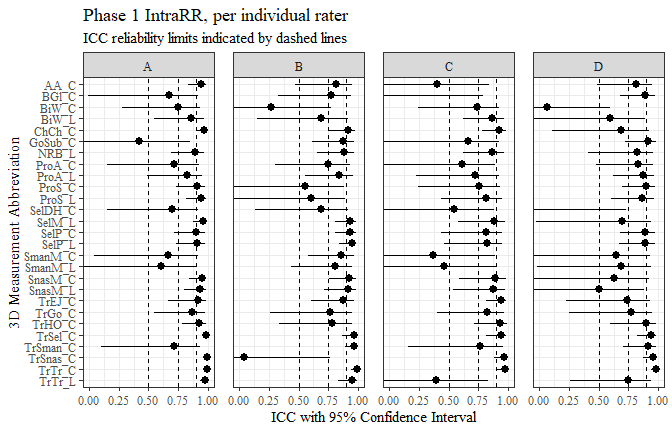 Phase 1 IntraRR, per individual rater
ICC reliability limits indicated by dashed lines
A B C D
3D Measurement Abbreviation
AA_C
BGi_C
BiW_C
BiW_L
ChCh_C
GoSub_C
NRB_L
ProA_C
ProA_L
ProS_C
ProS_L
SelDH_C
SelM_L
SelP_C
SelP_L
SmanM_C
SmanM_L
SnasM_C
SnasM_L
TrEJ_C
TrGo_C
TrHO_C
TrSel_C
TrSman_C
TrSnas_C
TrTr_C
TrTr_L
0.00 0.25 0.50 0.75 1.00 0.00 0.25 0.50 0.75 1.00 0.00 0.25 0.50 0.75 1.00 0.00 0.25 0.50 0.75 1.00
ICC with 95% Confidence Interval